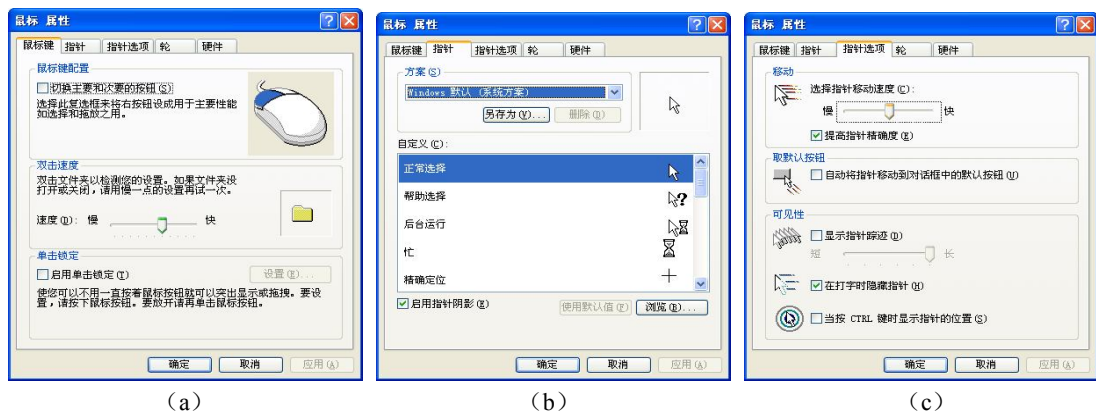 鼠标 属性
鼠标键 指针 指针选项 轮 硬件
鼠标键配置
切换主要和次要的按钮(S)
选择此复选框来将右按钮设成用于主要性能
如选择和拖放之用。
双击速度
双击文件夹以检测您的设置。如果文件夹没
打开或关闭,请用慢一点的设置再试一次。
速度(D): 慢 快
单击锁定
启用单击锁定(T) 设置(E)...
使您可以不用一直按着鼠标按钮就可以突出显示或拖拽。要设
置,请按下鼠标按钮。要放开请再单击鼠标按钮。
确定 取消 应用(A)
(a)
鼠标 属性
鼠标键 指针 指针选项 轮 硬件
方案(S)
Windows 默认 (系统方案)
另存为(V)... 删除(D)
自定义(C):
正常选择
帮助选择
后台运行
忙
精确定位
启用指针阴影(E) 使用默认值(F) 浏览(B)...
确定 取消 应用(A)
(b)
鼠标 属性
鼠标键 指针 指针选项 轮 硬件
移动
选择指针移动速度(C):
慢 快
提高指针精确度(E)
取默认按钮
自动将指针移动到对话框中的默认按钮(U)
可见性
显示指针踪迹(D)
短 长
在打字时隐藏指针(H)
当按 CTRL 键时显示指针的位置(S)
确定 取消 应用(A)
(c)